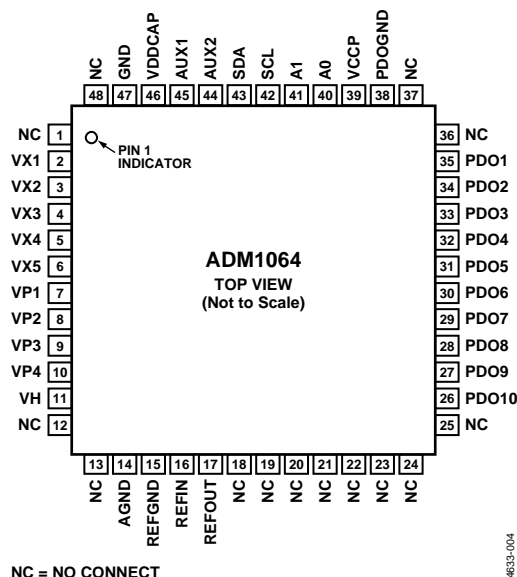 NC
GND
VDDCAP
AUX1
AUX2
SDA
SCL
A1
A0
VCCP
PDOGND
NC
48 47 46 45 44 43 42 41 40 39 38 37
NC 1
VX1 2
VX2 3
VX3 4
VX4 5
VX5 6
VP1 7
VP2 8
VP3 9
VP4 10
VH 11
NC 12
PIN 1
INDICATOR
ADM1064
TOP VIEW
(Not to Scale)
36 NC
35 PDO1
34 PDO2
33 PDO3
32 PDO4
31 PDO5
30 PDO6
29 PDO7
28 PDO8
27 PDO9
26 PDO10
25 NC
13 14 15 16 17 18 19 20 21 22 23 24
NC
AGND
REFGND
REFIN
REFOUT
NC
NC
NC
NC
NC
NC
NC
NC = NO CONNECT
4633-004